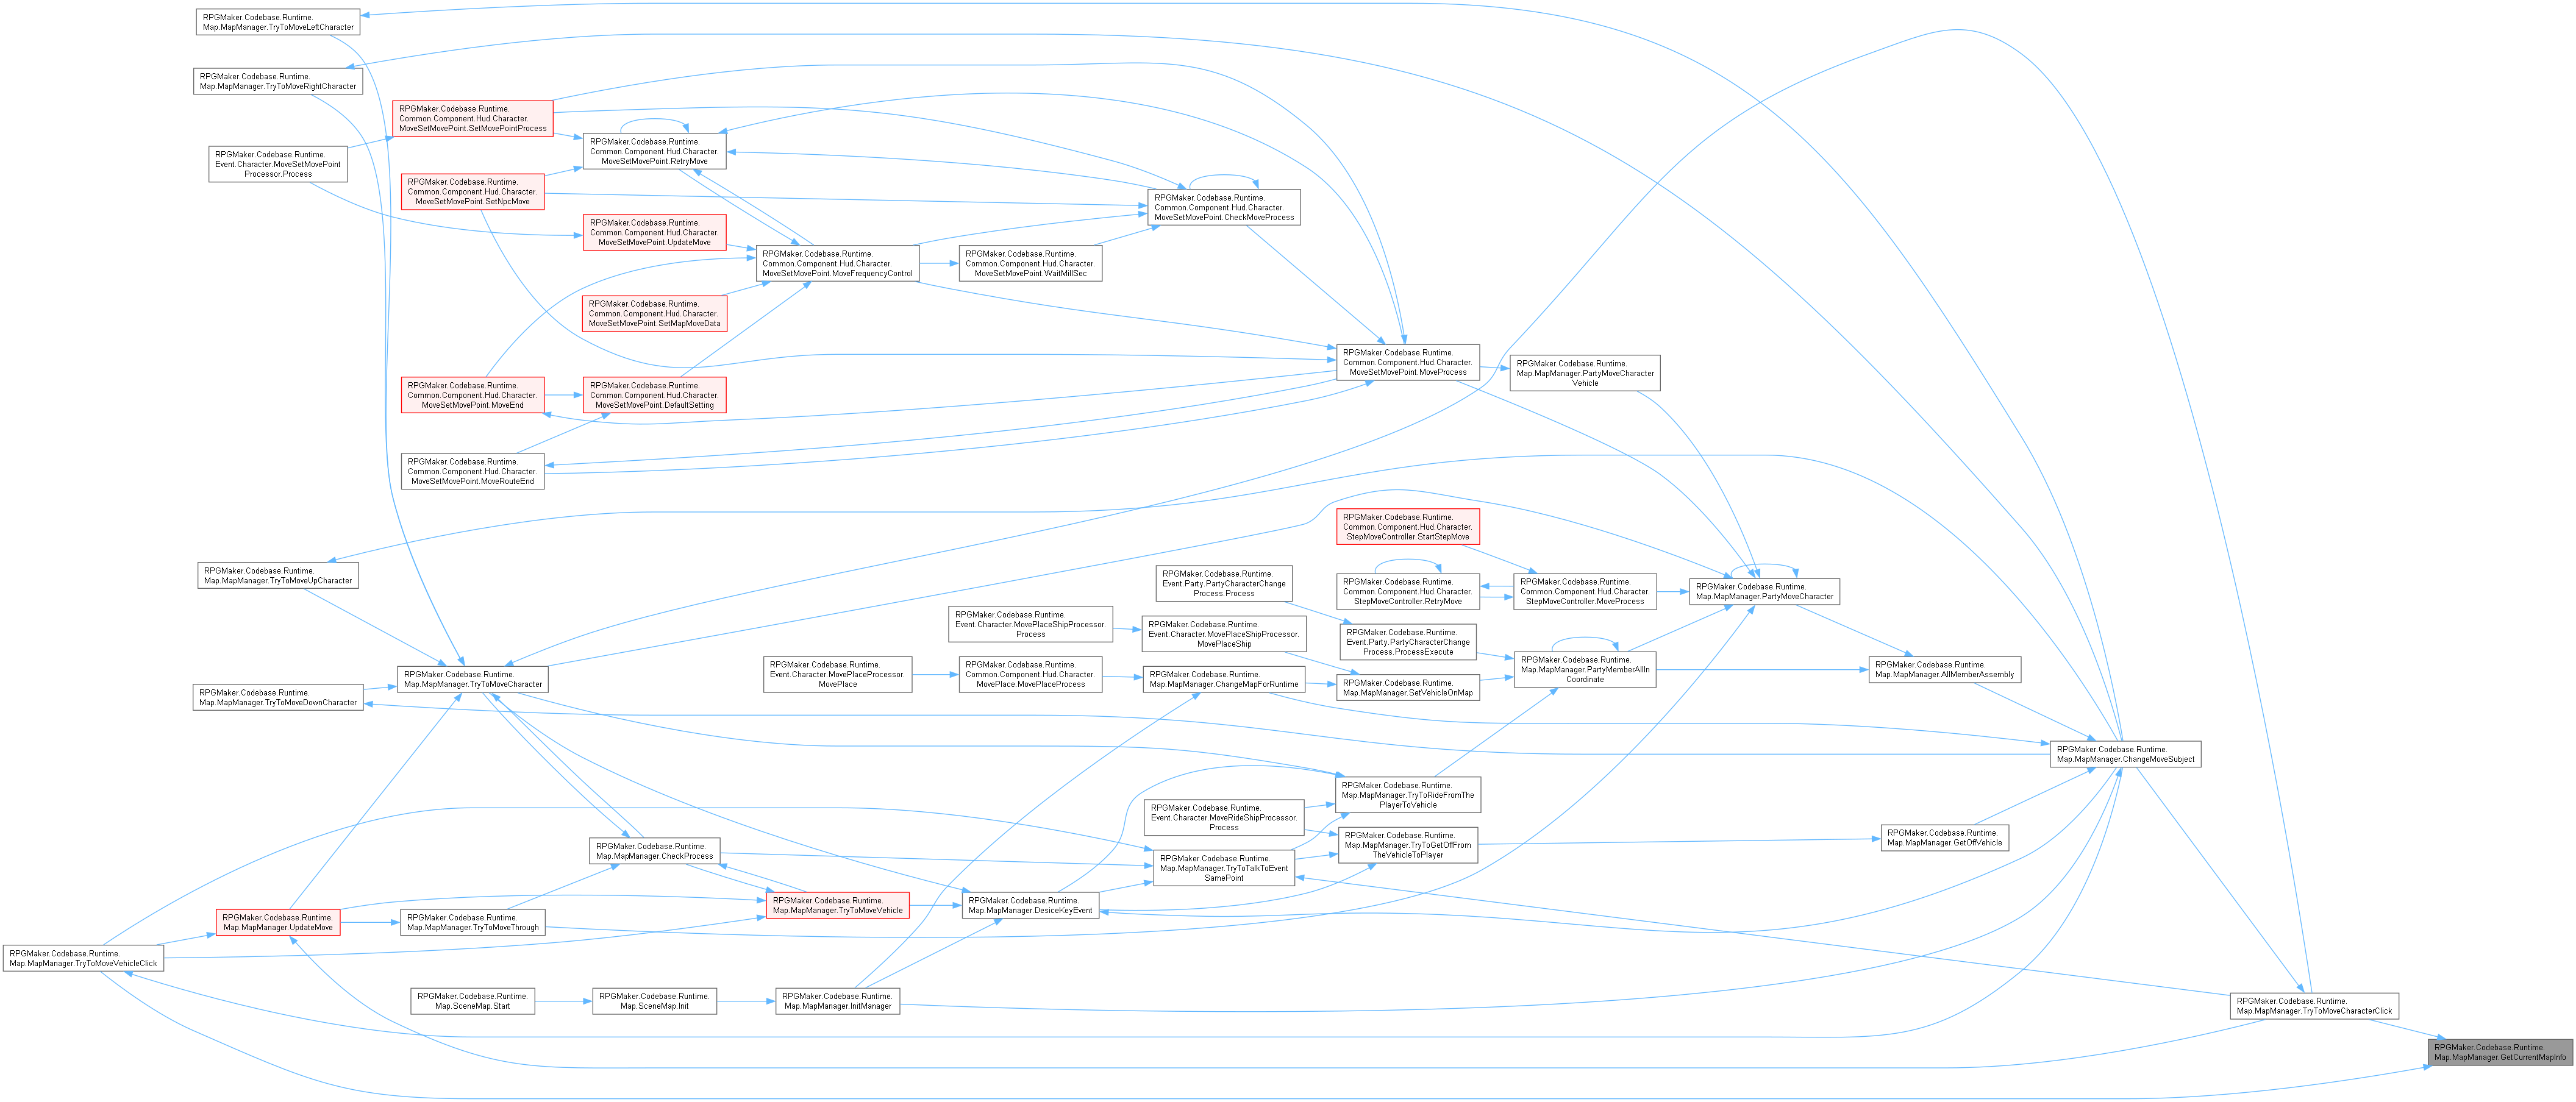 RPGMaker.Codebase.Runtime.
Map.MapManager.TryToMoveLeftCharacter
RPGMaker.Codebase.Runtime.
Map.MapManager.TryToMoveRightCharacter
RPGMaker.Codebase.Runtime.
Common.Component.Hud.Character.
MoveSetMovePoint.SetMovePointProcess
RPGMaker.Codebase.Runtime.
Common.Component.Hud.Character.
MoveSetMovePoint.RetryMove
RPGMaker.Codebase.Runtime.
Event.Character.MoveSetMovePoint
Processor.Process
RPGMaker.Codebase.Runtime.
Common.Component.Hud.Character.
MoveSetMovePoint.SetNpcMove
RPGMaker.Codebase.Runtime.
Common.Component.Hud.Character.
MoveSetMovePoint.CheckMoveProcess
RPGMaker.Codebase.Runtime.
Common.Component.Hud.Character.
MoveSetMovePoint.UpdateMove
RPGMaker.Codebase.Runtime.
Common.Component.Hud.Character.
MoveSetMovePoint.MoveFrequencyControl
RPGMaker.Codebase.Runtime.
Common.Component.Hud.Character.
MoveSetMovePoint.WaitMillSec
RPGMaker.Codebase.Runtime.
Common.Component.Hud.Character.
MoveSetMovePoint.SetMapMoveData
RPGMaker.Codebase.Runtime.
Common.Component.Hud.Character.
MoveSetMovePoint.MoveProcess
RPGMaker.Codebase.Runtime.
Map.MapManager.PartyMoveCharacter
Vehicle
RPGMaker.Codebase.Runtime.
Common.Component.Hud.Character.
MoveSetMovePoint.MoveEnd
RPGMaker.Codebase.Runtime.
Common.Component.Hud.Character.
MoveSetMovePoint.DefaultSetting
RPGMaker.Codebase.Runtime.
Common.Component.Hud.Character.
MoveSetMovePoint.MoveRouteEnd
RPGMaker.Codebase.Runtime.
Common.Component.Hud.Character.
StepMoveController.StartStepMove
RPGMaker.Codebase.Runtime.
Map.MapManager.TryToMoveUpCharacter
RPGMaker.Codebase.Runtime.
Event.Party.PartyCharacterChange
Process.Process
RPGMaker.Codebase.Runtime.
Common.Component.Hud.Character.
StepMoveController.RetryMove
RPGMaker.Codebase.Runtime.
Common.Component.Hud.Character.
StepMoveController.MoveProcess
RPGMaker.Codebase.Runtime.
Map.MapManager.PartyMoveCharacter
RPGMaker.Codebase.Runtime.
Event.Character.MovePlaceShipProcessor.
Process
RPGMaker.Codebase.Runtime.
Event.Character.MovePlaceShipProcessor.
MovePlaceShip
RPGMaker.Codebase.Runtime.
Event.Party.PartyCharacterChange
Process.ProcessExecute
RPGMaker.Codebase.Runtime.
Map.MapManager.TryToMoveCharacter
RPGMaker.Codebase.Runtime.
Event.Character.MovePlaceProcessor.
MovePlace
RPGMaker.Codebase.Runtime.
Common.Component.Hud.Character.
MovePlace.MovePlaceProcess
RPGMaker.Codebase.Runtime.
Map.MapManager.ChangeMapForRuntime
RPGMaker.Codebase.Runtime.
Map.MapManager.SetVehicleOnMap
RPGMaker.Codebase.Runtime.
Map.MapManager.PartyMemberAllIn
Coordinate
RPGMaker.Codebase.Runtime.
Map.MapManager.AllMemberAssembly
RPGMaker.Codebase.Runtime.
Map.MapManager.TryToMoveDownCharacter
RPGMaker.Codebase.Runtime.
Map.MapManager.ChangeMoveSubject
RPGMaker.Codebase.Runtime.
Map.MapManager.TryToRideFromThe
PlayerToVehicle
RPGMaker.Codebase.Runtime.
Event.Character.MoveRideShipProcessor.
Process
RPGMaker.Codebase.Runtime.
Map.MapManager.TryToGetOffFrom
TheVehicleToPlayer
RPGMaker.Codebase.Runtime.
Map.MapManager.GetOffVehicle
RPGMaker.Codebase.Runtime.
Map.MapManager.CheckProcess
RPGMaker.Codebase.Runtime.
Map.MapManager.TryToTalkToEvent
SamePoint
RPGMaker.Codebase.Runtime.
Map.MapManager.TryToMoveVehicle
RPGMaker.Codebase.Runtime.
Map.MapManager.DesiceKeyEvent
RPGMaker.Codebase.Runtime.
Map.MapManager.UpdateMove
RPGMaker.Codebase.Runtime.
Map.MapManager.TryToMoveThrough
RPGMaker.Codebase.Runtime.
Map.MapManager.TryToMoveVehicleClick
RPGMaker.Codebase.Runtime.
Map.SceneMap.Start
RPGMaker.Codebase.Runtime.
Map.SceneMap.Init
RPGMaker.Codebase.Runtime.
Map.MapManager.InitManager
RPGMaker.Codebase.Runtime.
Map.MapManager.TryToMoveCharacterClick
RPGMaker.Codebase.Runtime.
Map.MapManager.GetCurrentMapInfo